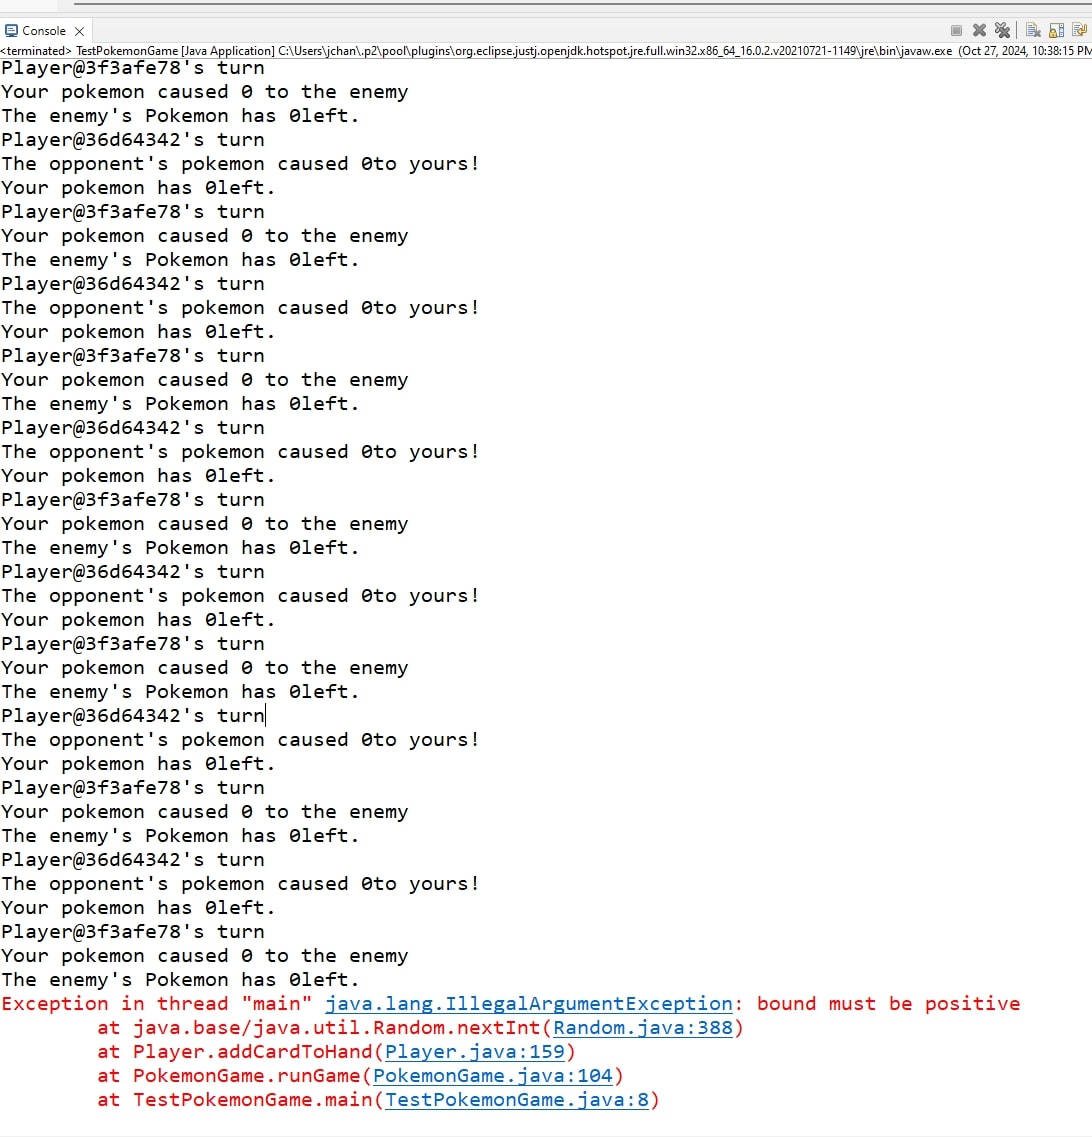 Console
<terminated> TestPokemonGame [Java Application] C:\Users\jchan\.p2\pool\plugins\org.eclipse.justj.openjdk.hotspot.jre.full.win32.x86_64_16.0.2.v20210721-1149\jre\bin\javaw.exe (Oct 27, 2024, 10:38:15 PM
Player@3f3afe78's turn
Your pokemon caused 0 to the enemy
The enemy's Pokemon has 0left.
Player@36d64342's turn
The opponent's pokemon caused 0to yours!
Your pokemon has 0left.
Player@3f3afe78's turn
Your pokemon caused 0 to the enemy
The enemy's Pokemon has 0left.
Player@36d64342's turn
The opponent's pokemon caused 0to yours!
Your pokemon has 0left.
Player@3f3afe78's turn
Your pokemon caused 0 to the enemy
The enemy's Pokemon has 0left.
Player@36d64342's turn
The opponent's pokemon caused 0to yours!
Your pokemon has 0left.
Player@3f3afe78's turn
Your pokemon caused 0 to the enemy
The enemy's Pokemon has 0left.
Player@36d64342's turn
The opponent's pokemon caused 0to yours!
Your pokemon has 0left.
Player@3f3afe78's turn
Your pokemon caused 0 to the enemy
The enemy's Pokemon has 0left.
Player@36d64342's turn
The opponent's pokemon caused 0to yours!
Your pokemon has 0left.
Player@3f3afe78's turn
Your pokemon caused 0 to the enemy
The enemy's Pokemon has 0left.
Player@36d64342's turn
The opponent's pokemon caused 0to yours!
Your pokemon has 0left.
Player@3f3afe78's turn
Your pokemon caused 0 to the enemy
The enemy's Pokemon has 0left.
Exception in thread "main" java.lang.IllegalArgumentException: bound must be positive
at java.base/java.util.Random.nextInt(Random.java:388)
at Player.addCardToHand(Player.java:159)
at PokemonGame.runGame(PokemonGame.java:104)
at TestPokemonGame.main(TestPokemonGame.java:8)